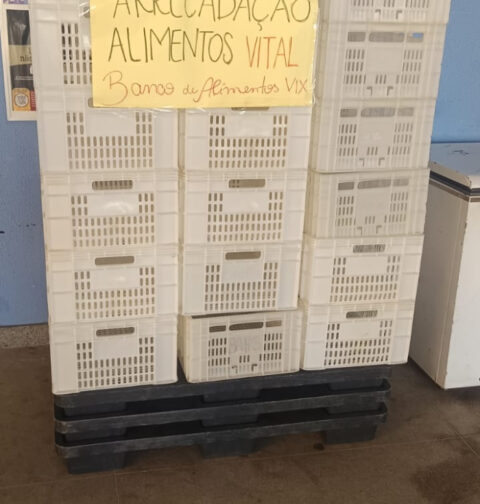 ARRECADAÇÃO
ALIMENTOS VITAL
Banco de Alimentos VIX